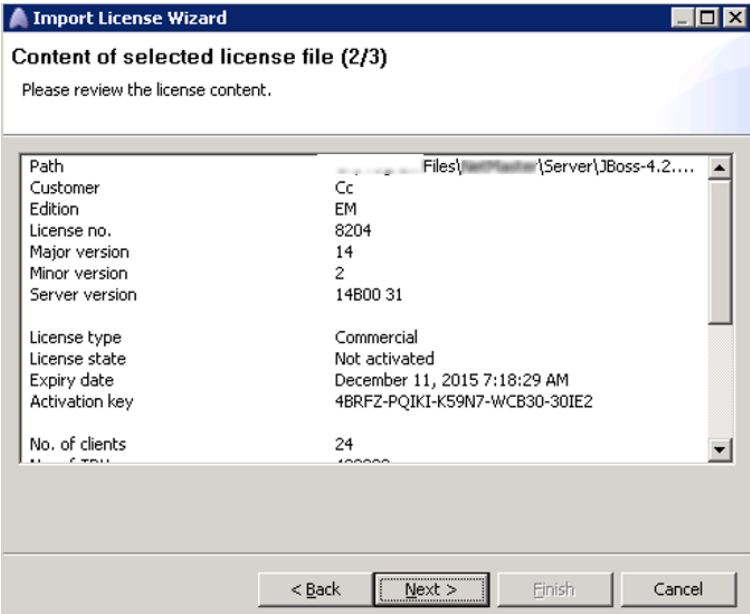 Import License Wizard
Content of selected license file (2/3)
Please review the license content.
Path Files\ \Server\JBoss-4.2....
Customer Cc
Edition EM
License no. 8204
Major version 14
Minor version 2
Server version 14B00 31
License type Commercial
License state Not activated
Expiry date December 11, 2015 7:18:29 AM
Activation key 4BRFZ-PQIKI-K59N7-WCB30-30IE2
No. of clients 24
< Back Next > Finish Cancel